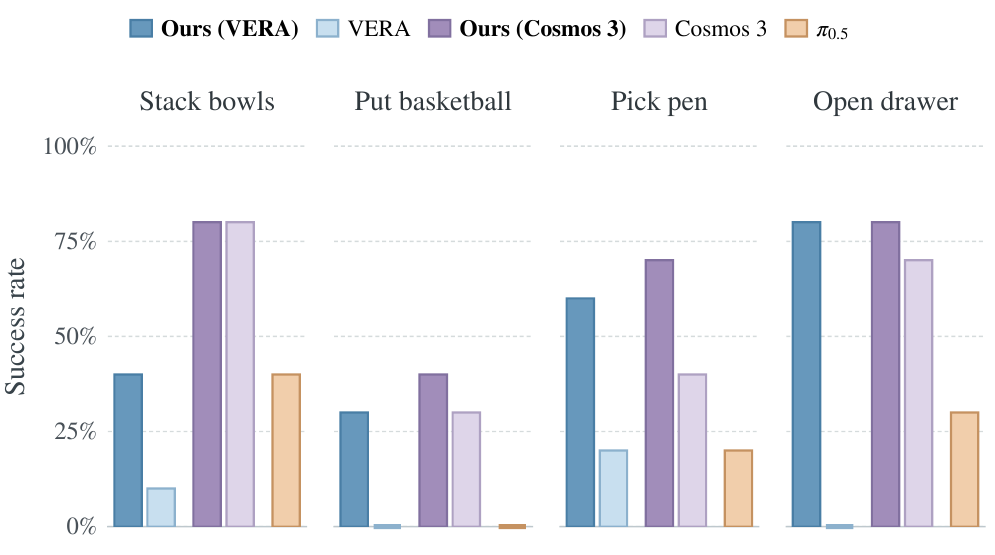 Ours (VERA) VERA Ours (Cosmos 3) Cosmos 3 π0.5
Stack bowls Put basketball Pick pen Open drawer
100%
75%
50%
25%
0%
Success rate